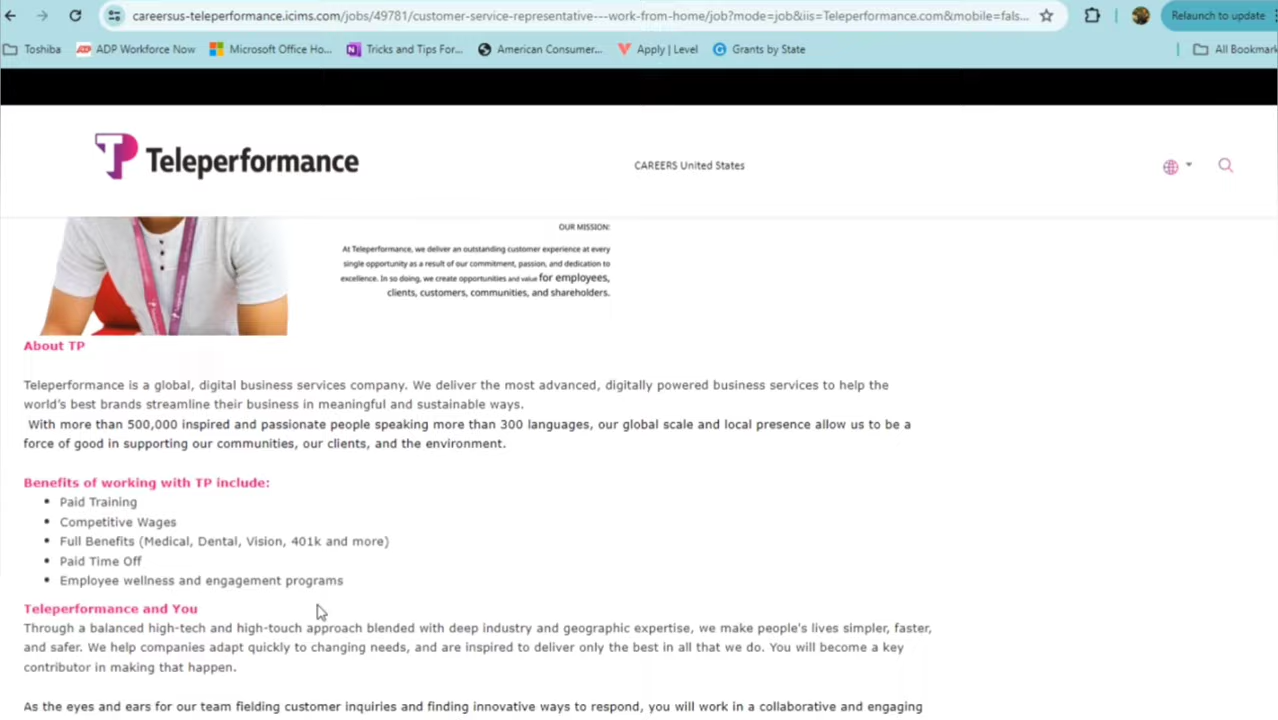 careersus-teleperformance.icims.com/jobs/49781/customer-service-representative---work-from-home/job?mode=job&iis=Teleperformance.com&mobile=fals...
Relaunch to update
Toshiba
ADP Workforce Now
Microsoft Office Ho...
Tricks and Tips For...
American Consumer...
Apply | Level
Grants by State
All Bookmark
TP Teleperformance
CAREERS United States
OUR MISSION:
At Teleperformance, we deliver an outstanding customer experience at every
single opportunity as a result of our commitment, passion, and dedication to
excellence. In so doing, we create opportunities and value for employees,
clients, customers, communities, and shareholders.
About TP
Teleperformance is a global, digital business services company. We deliver the most advanced, digitally powered business services to help the
world's best brands streamline their business in meaningful and sustainable ways.
With more than 500,000 inspired and passionate people speaking more than 300 languages, our global scale and local presence allow us to be a
force of good in supporting our communities, our clients, and the environment.
Benefits of working with TP include:
• Paid Training
• Competitive Wages
• Full Benefits (Medical, Dental, Vision, 401k and more)
• Paid Time Off
• Employee wellness and engagement programs
Teleperformance and You
Through a balanced high-tech and high-touch approach blended with deep industry and geographic expertise, we make people's lives simpler, faster,
and safer. We help companies adapt quickly to changing needs, and are inspired to deliver only the best in all that we do. You will become a key
contributor in making that happen.
As the eyes and ears for our team fielding customer inquiries and finding innovative ways to respond, you will work in a collaborative and engaging